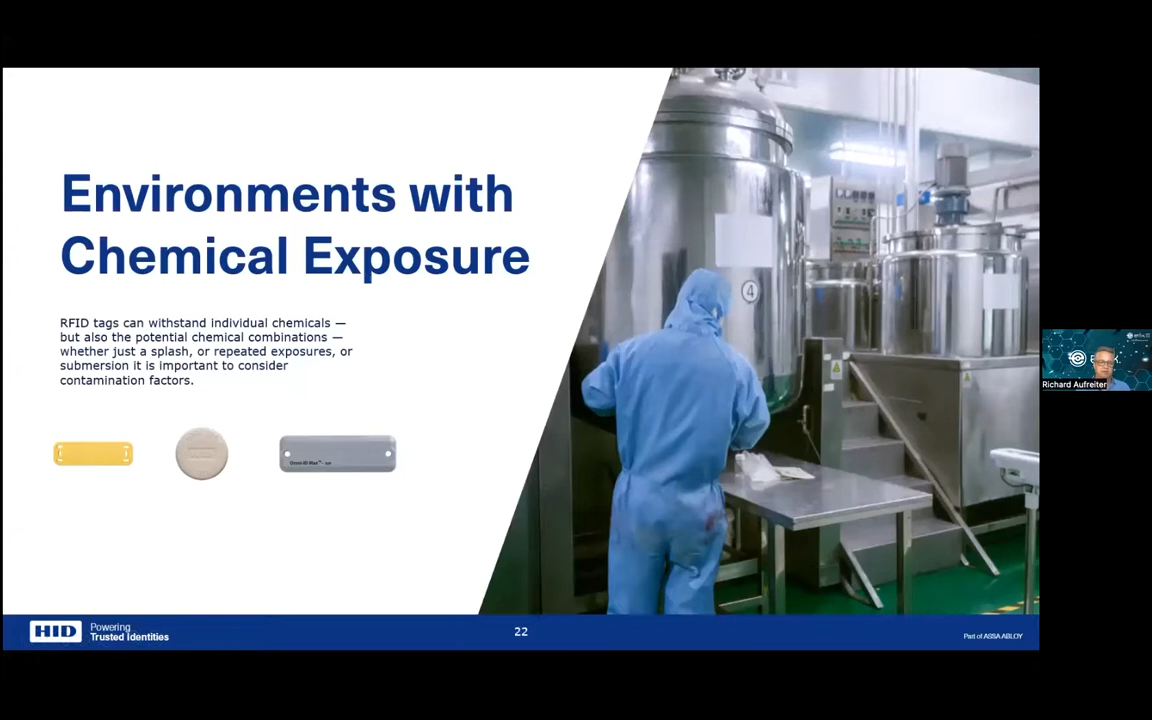 Environments with
Chemical Exposure
RFID tags can withstand individual chemicals —
but also the potential chemical combinations —
whether just a splash, or repeated exposures, or
submersion it is important to consider
contamination factors.
4
HID
Powering
Trusted Identities
22
Part of ASSA ABLOY
Richard Aufreiter